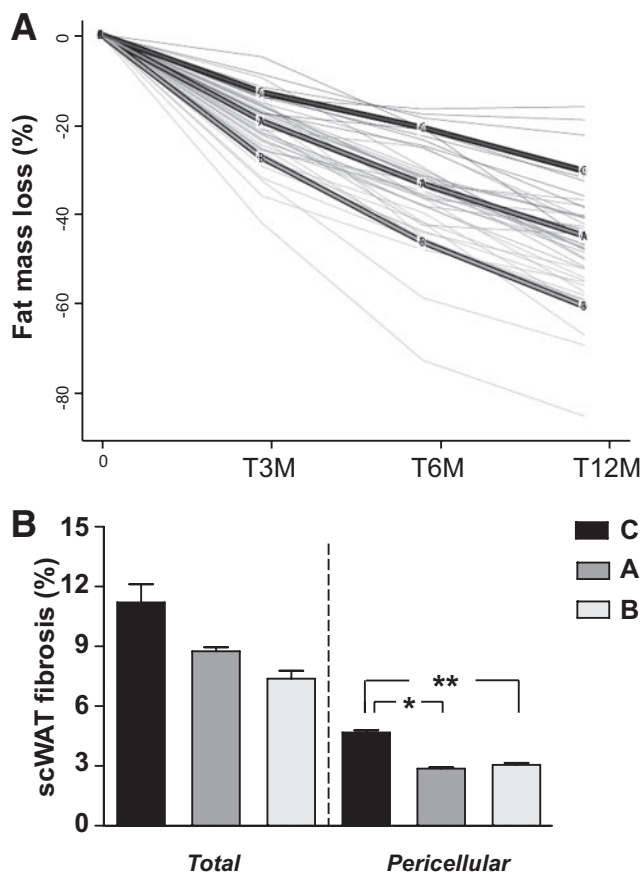 A
Fat mass loss (%)
0
-20
-40
-60
-80
0 T3M T6M T12M
C C C
A A A
B B B
B
scWAT fibrosis (%)
15
12
9
6
3
0
C
A
B
**
*
Total Pericellular